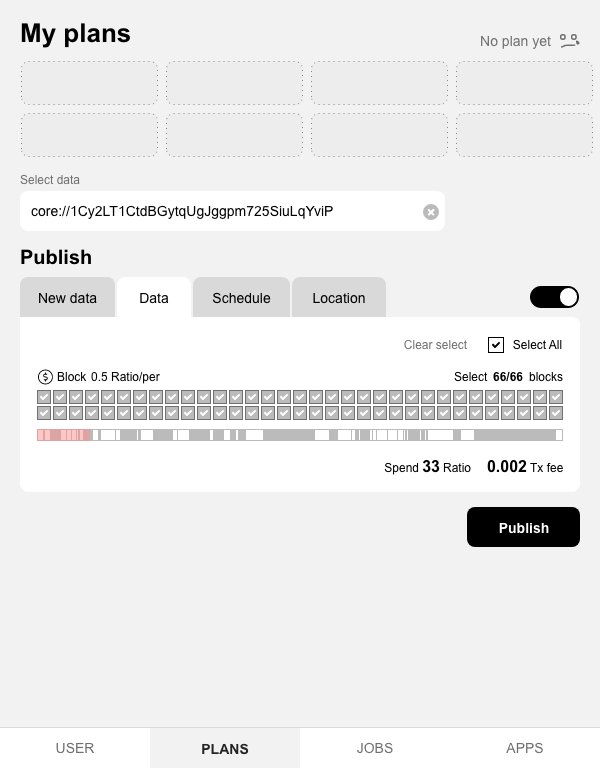 My plans
No plan yet
Select data
core://1Cy2LT1CtdBGytqUgJggpm725SiuLqYviP
Publish
New data
Data
Schedule
Location
Clear select
Select All
$ Block 0.5 Ratio/per
Select 66/66 blocks
Spend 33 Ratio 0.002 Tx fee
Publish
USER
PLANS
JOBS
APPS